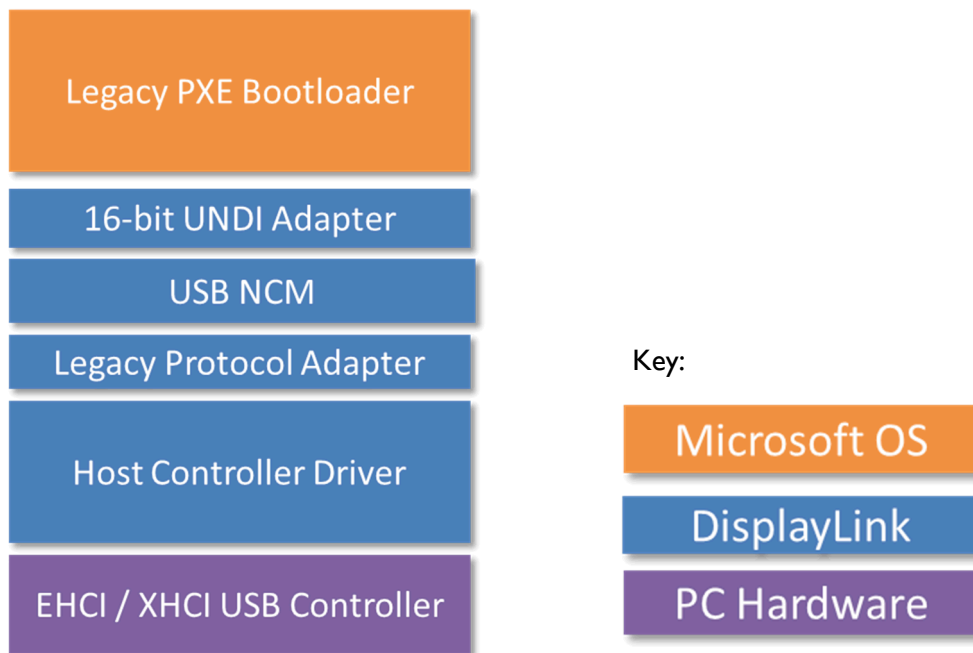 Legacy PXE Bootloader
16-bit UNDI Adapter
USB NCM
Legacy Protocol Adapter
Host Controller Driver
EHCI / XHCI USB Controller
Key:
Microsoft OS
DisplayLink
PC Hardware